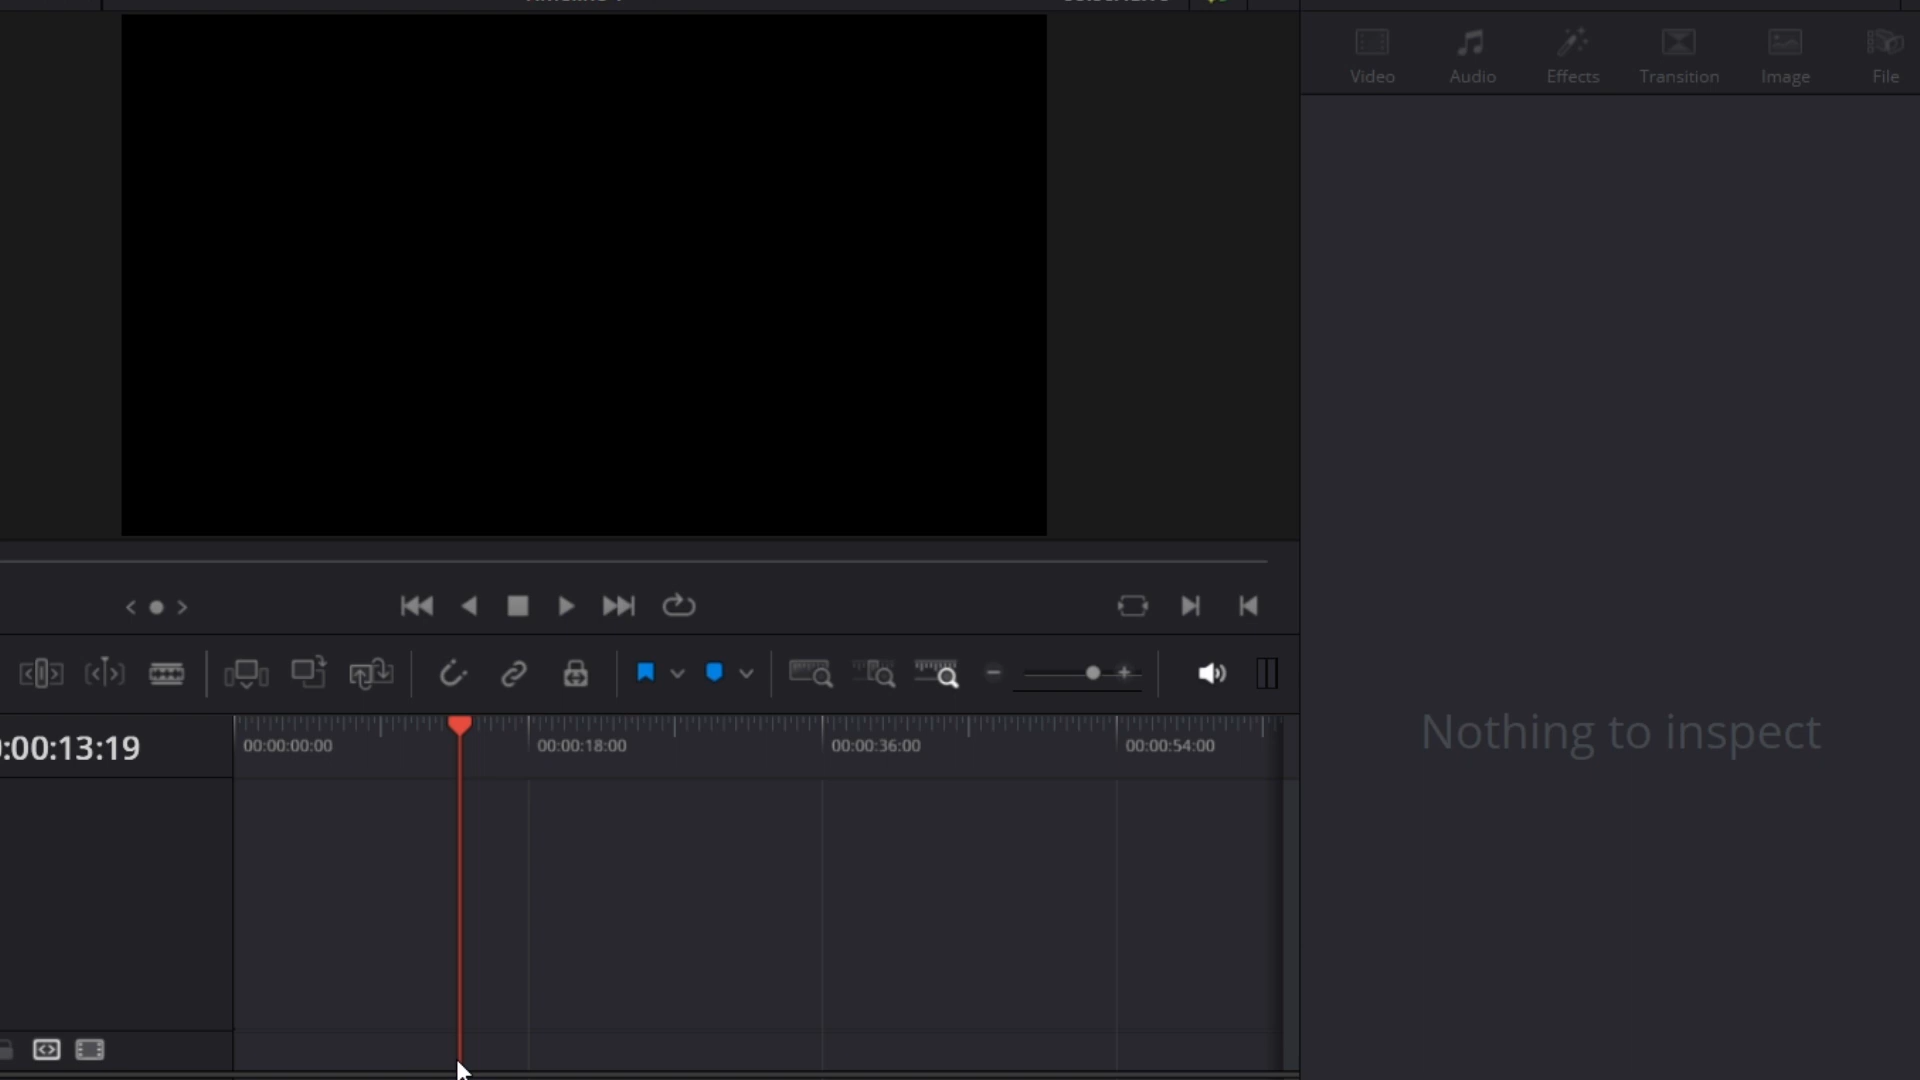 Video Audio Effects Transition Image File
:00:13:19
00:00:00:00 00:00:18:00 00:00:36:00 00:00:54:00
Nothing to inspect